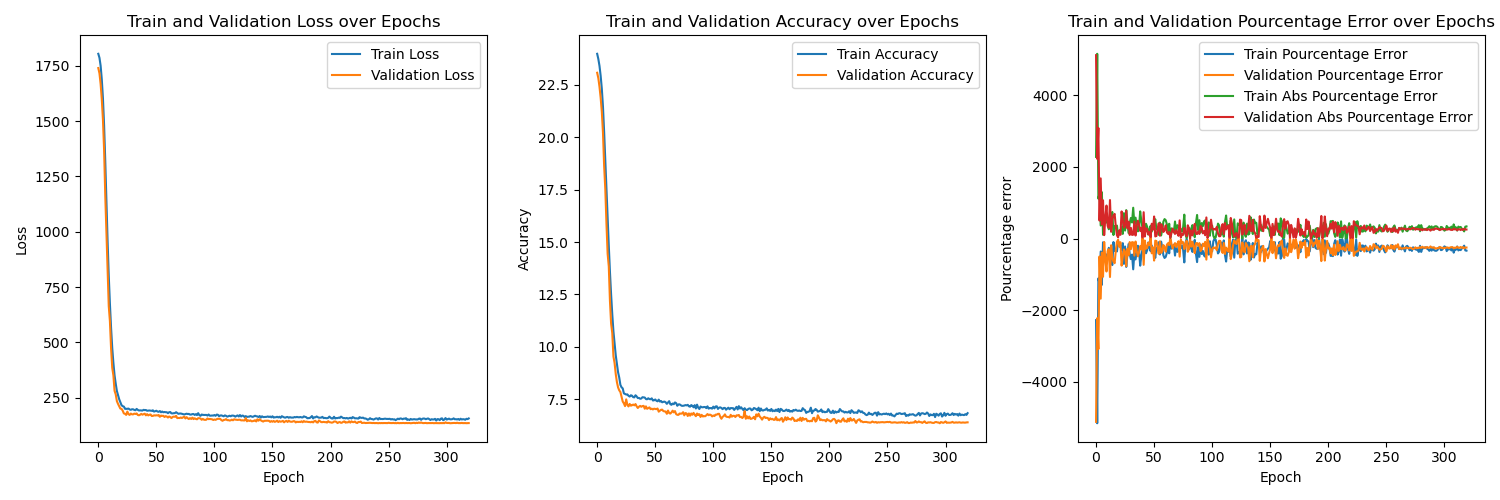 Train and Validation Loss over Epochs
Train Loss
Validation Loss
1750
1500
1250
1000
750
500
250
Loss
0 50 100 150 200 250 300
Epoch
Train and Validation Accuracy over Epochs
Train Accuracy
Validation Accuracy
22.5
20.0
17.5
15.0
12.5
10.0
7.5
Accuracy
0 50 100 150 200 250 300
Epoch
Train and Validation Pourcentage Error over Epochs
Train Pourcentage Error
Validation Pourcentage Error
Train Abs Pourcentage Error
Validation Abs Pourcentage Error
4000
2000
0
−2000
−4000
Pourcentage error
0 50 100 150 200 250 300
Epoch